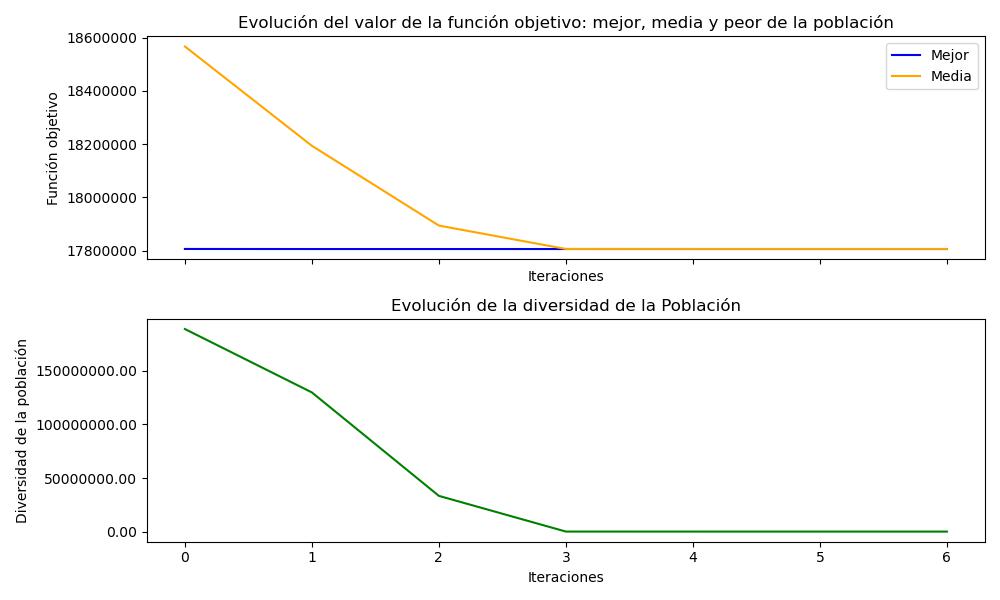 Evolución del valor de la función objetivo: mejor, media y peor de la población
18600000
18400000
18200000
18000000
17800000
Función objetivo
Mejor
Media
Iteraciones
Evolución de la diversidad de la Población
150000000.00
100000000.00
50000000.00
0.00
Diversidad de la población
0 1 2 3 4 5 6
Iteraciones